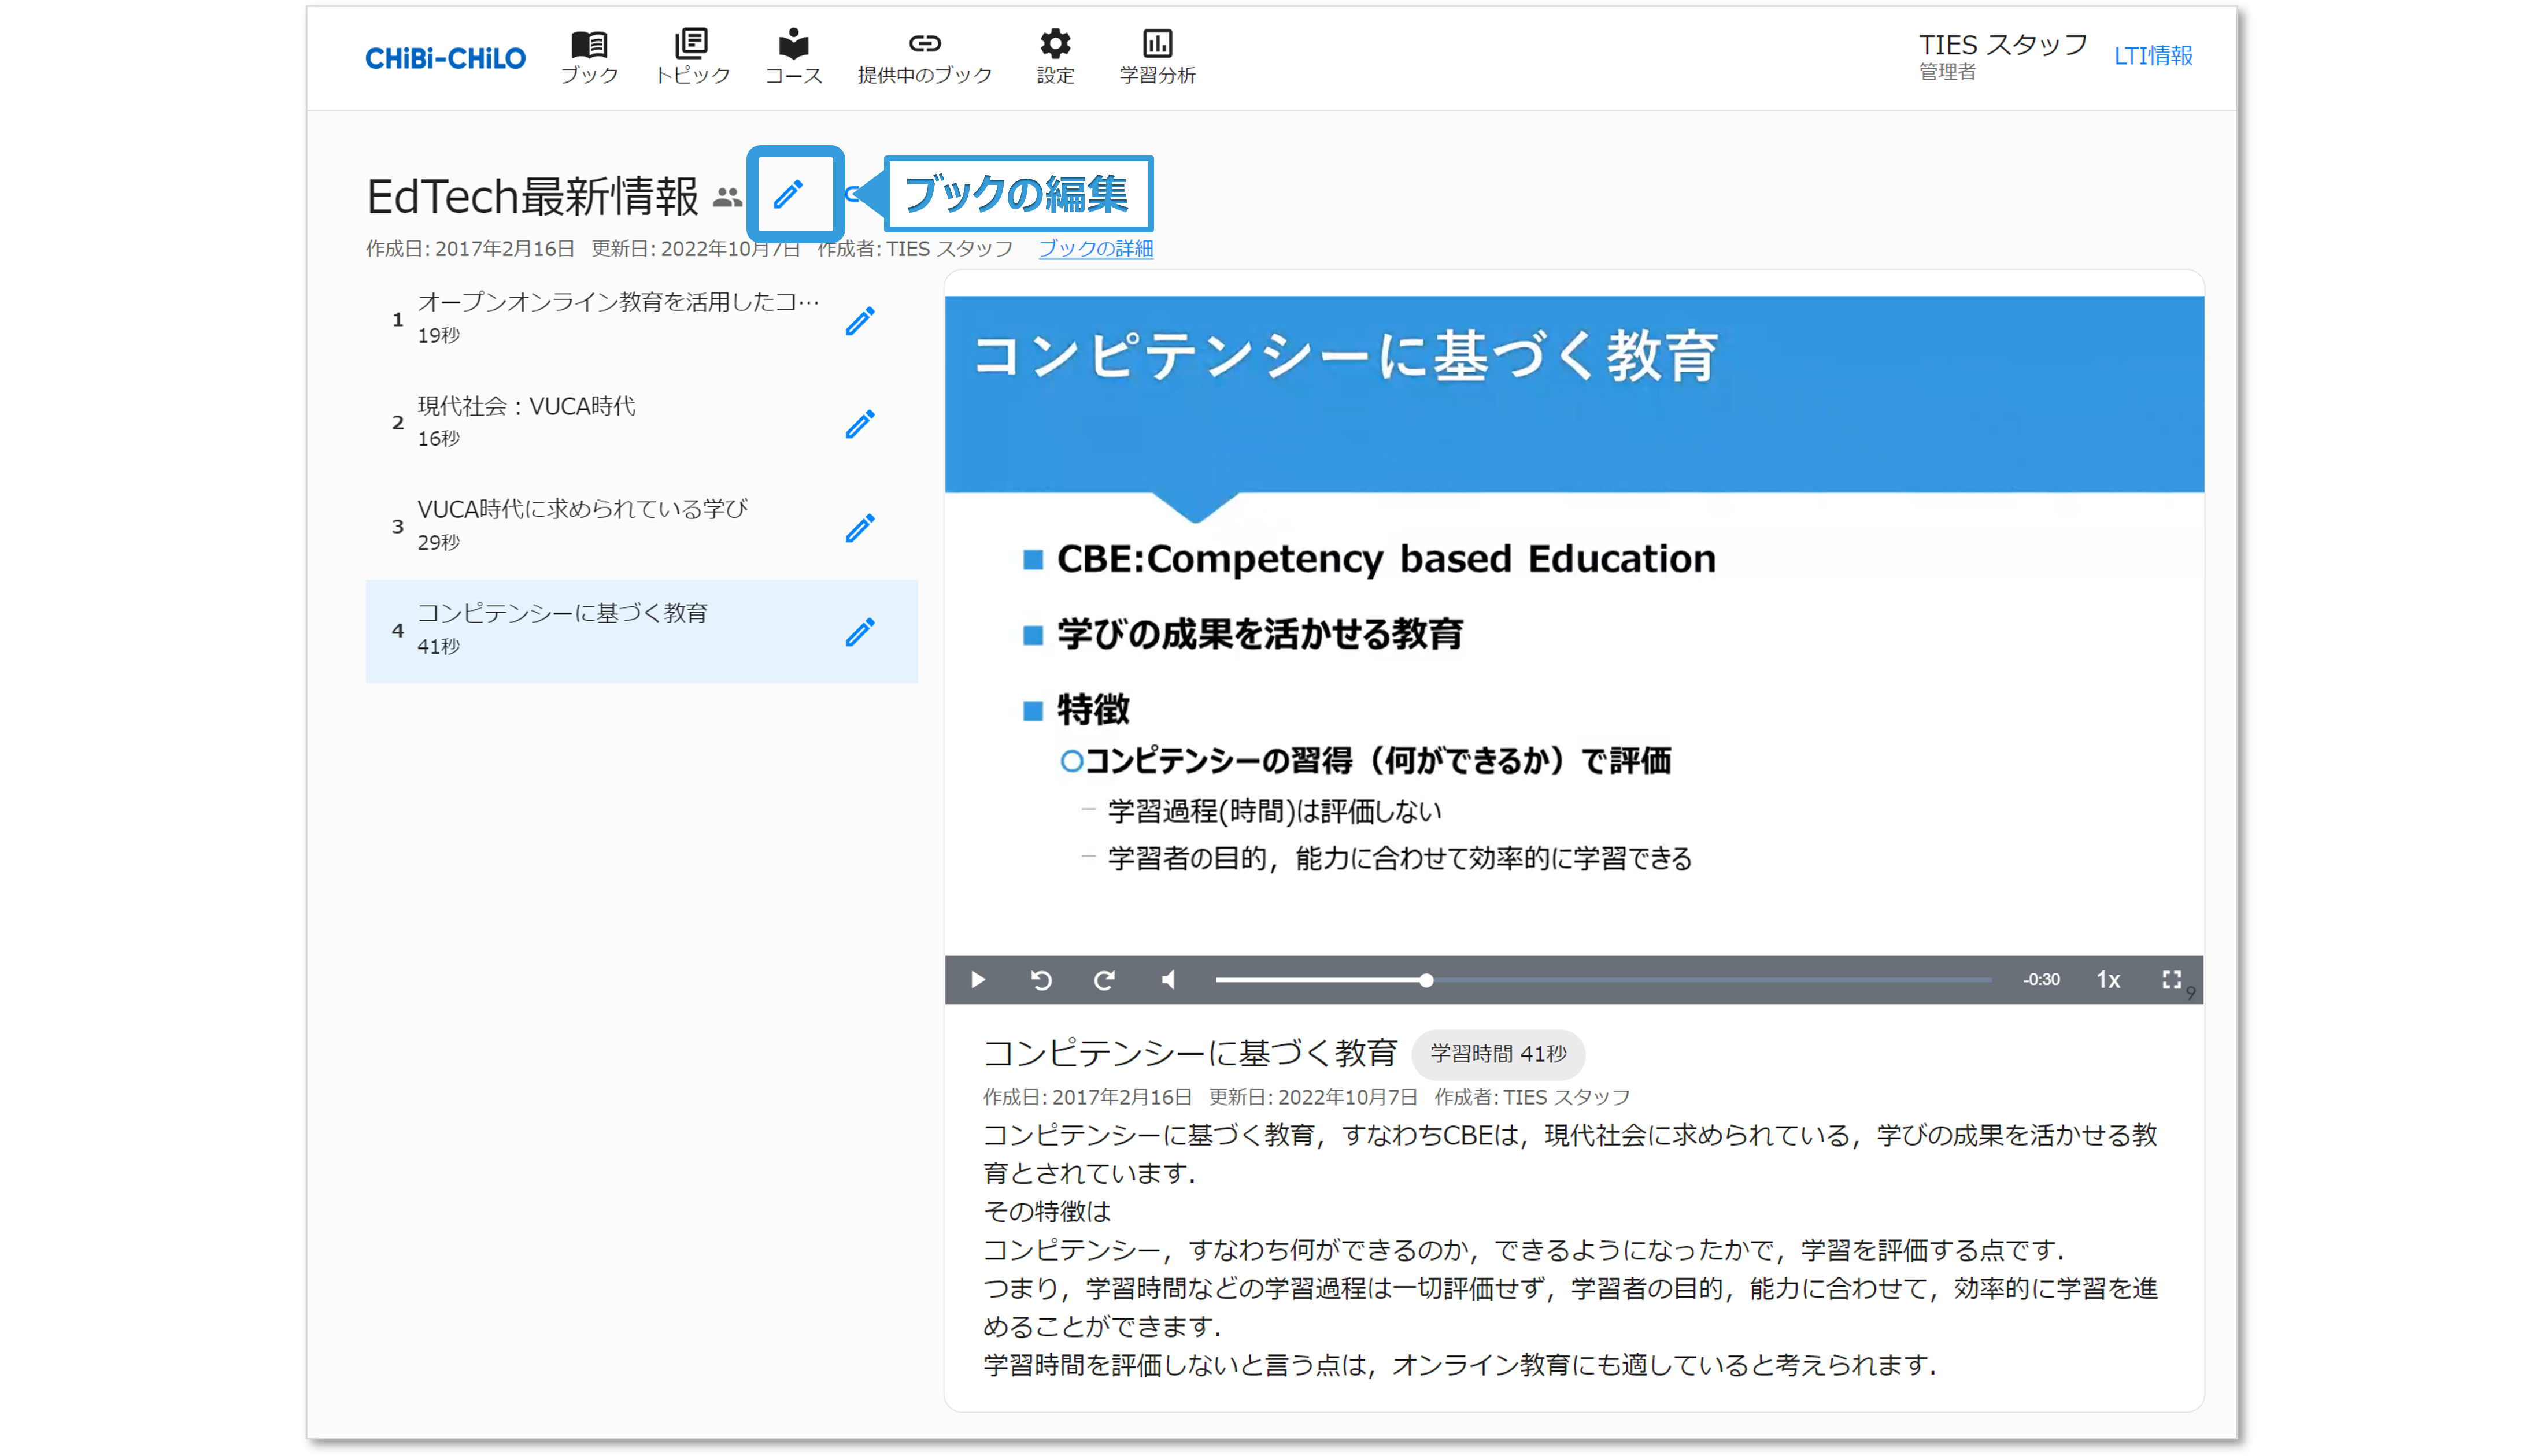 CHiBi-CHiLO
ブック
トピック
コース
提供中のブック
設定
学習分析
TIES スタッフ
管理者
LTI情報
EdTech最新情報
ブックの編集
作成日: 2017年2月16日 更新日: 2022年10月7日 作成者: TIES スタッフ ブックの詳細
1 オープンオンライン教育を活用したコ…
19秒
2 現代社会：VUCA時代
16秒
3 VUCA時代に求められている学び
29秒
4 コンピテンシーに基づく教育
41秒
コンピテンシーに基づく教育
CBE:Competency based Education
学びの成果を活かせる教育
特徴
コンピテンシーの習得（何ができるか）で評価
学習過程(時間)は評価しない
学習者の目的，能力に合わせて効率的に学習できる
-0:30
1x
9
コンピテンシーに基づく教育 学習時間 41秒
作成日: 2017年2月16日 更新日: 2022年10月7日 作成者: TIES スタッフ
コンピテンシーに基づく教育，すなわちCBEは，現代社会に求められている，学びの成果を活かせる教
育とされています．
その特徴は
コンピテンシー，すなわち何ができるのか，できるようになったかで，学習を評価する点です．
つまり，学習時間などの学習過程は一切評価せず，学習者の目的，能力に合わせて，効率的に学習を進
めることができます．
学習時間を評価しないと言う点は，オンライン教育にも適していると考えられます．